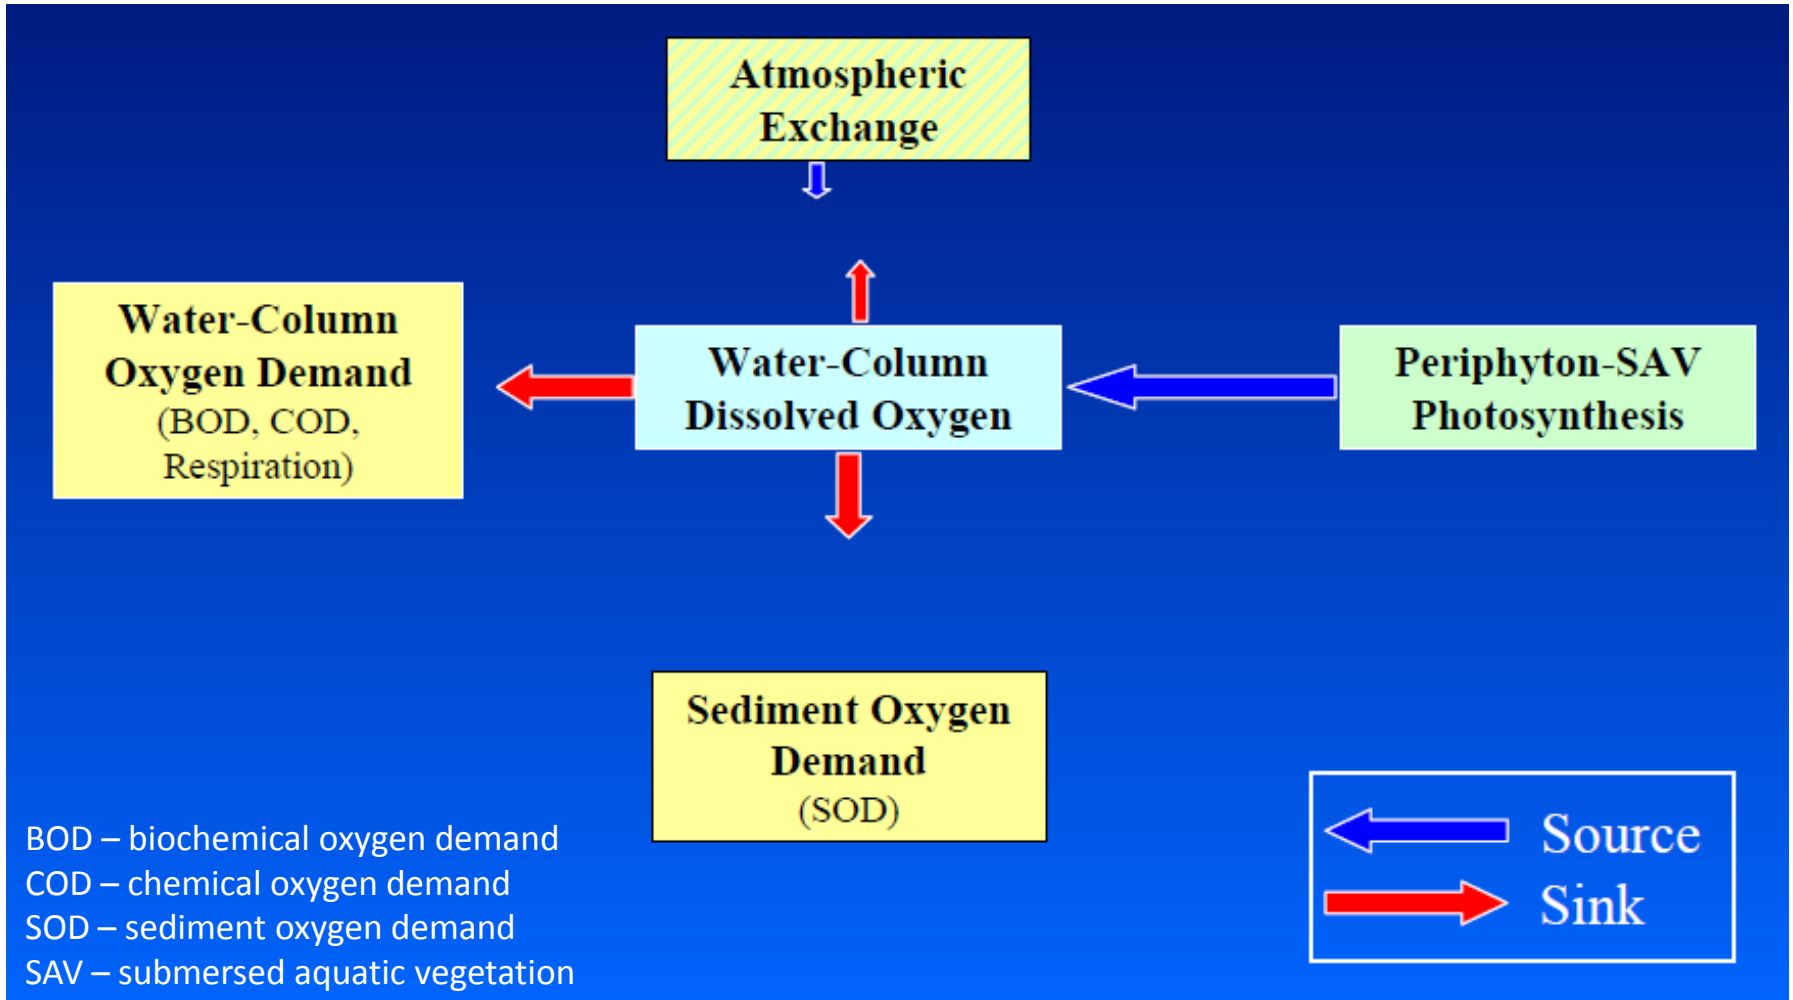 Atmospheric
Exchange
Water-Column
Oxygen Demand
(BOD, COD,
Respiration)
Water-Column
Dissolved Oxygen
Periphyton-SAV
Photosynthesis
Sediment Oxygen
Demand
(SOD)
BOD – biochemical oxygen demand
COD – chemical oxygen demand
SOD – sediment oxygen demand
SAV – submersed aquatic vegetation
Source
Sink